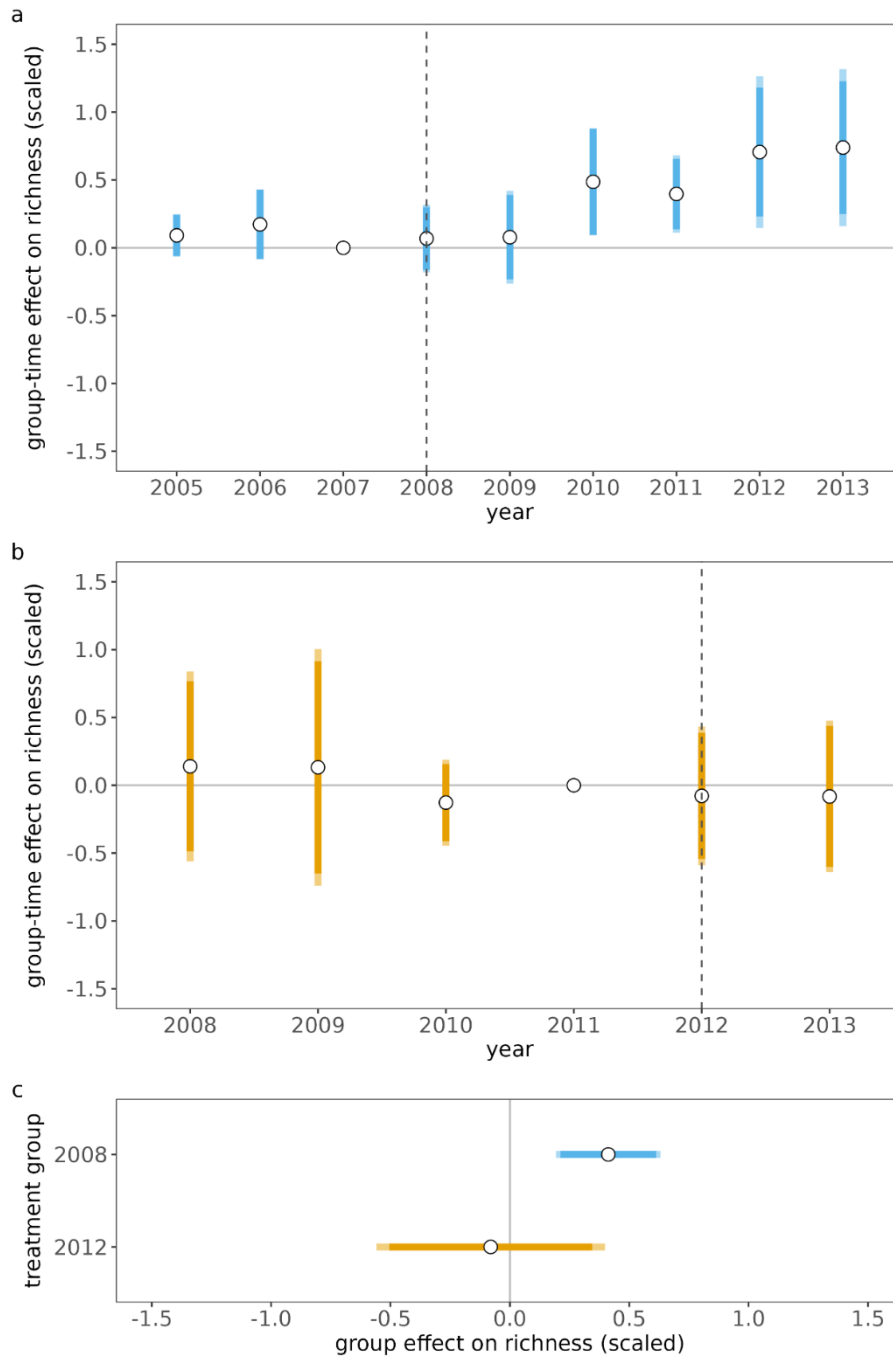 a
group-time effect on richness (scaled)
1.5
1.0
0.5
0.0
-0.5
-1.0
-1.5
2005 2006 2007 2008 2009 2010 2011 2012 2013
year
b
group-time effect on richness (scaled)
1.5
1.0
0.5
0.0
-0.5
-1.0
-1.5
2008 2009 2010 2011 2012 2013
year
c
treatment group
2008
2012
-1.5 -1.0 -0.5 0.0 0.5 1.0 1.5
group effect on richness (scaled)